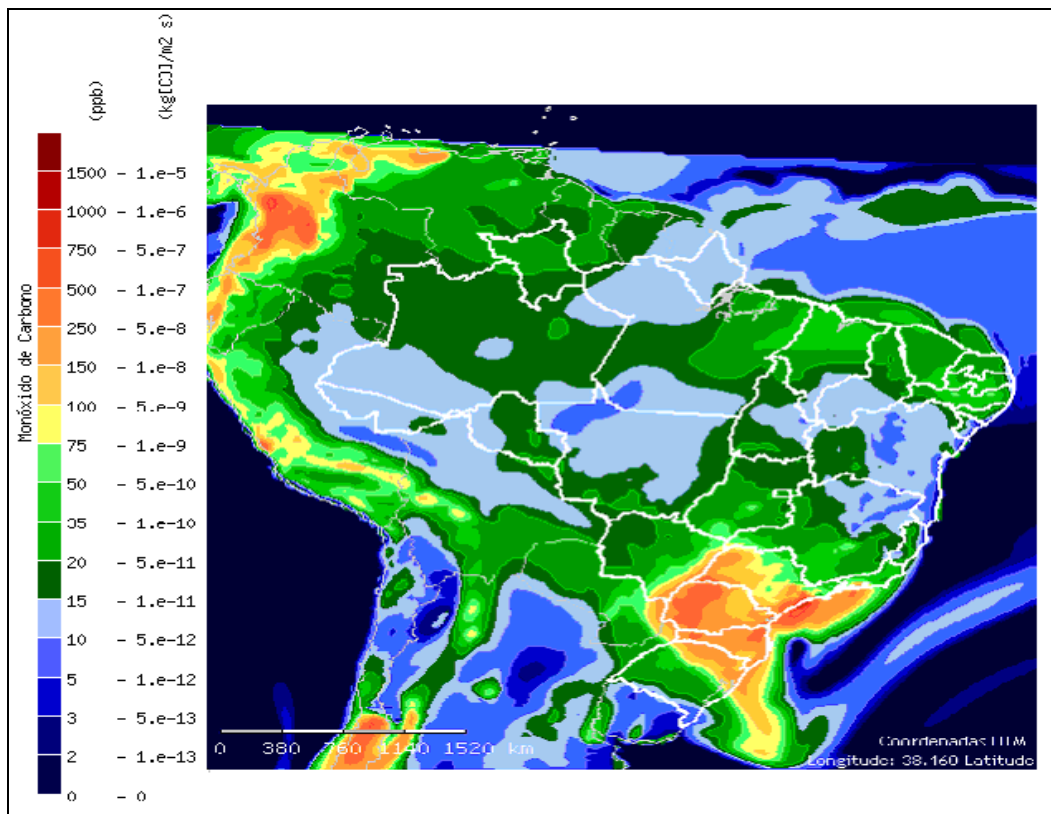 Monóxido de Carbono
(ppb)
(kg[C]/m2 s)
1500 - 1.e-5
1000 - 1.e-6
750 - 5.e-7
500 - 1.e-7
250 - 5.e-8
150 - 1.e-8
100 - 5.e-9
75 - 1.e-9
50 - 5.e-10
35 - 1.e-10
20 - 5.e-11
15 - 1.e-11
10 - 5.e-12
5 - 1.e-12
3 - 5.e-13
2 - 1.e-13
0 - 0
0 380 760 1140 1520 km
Coordenadas UTM
Longitude: 38.160 Latitude